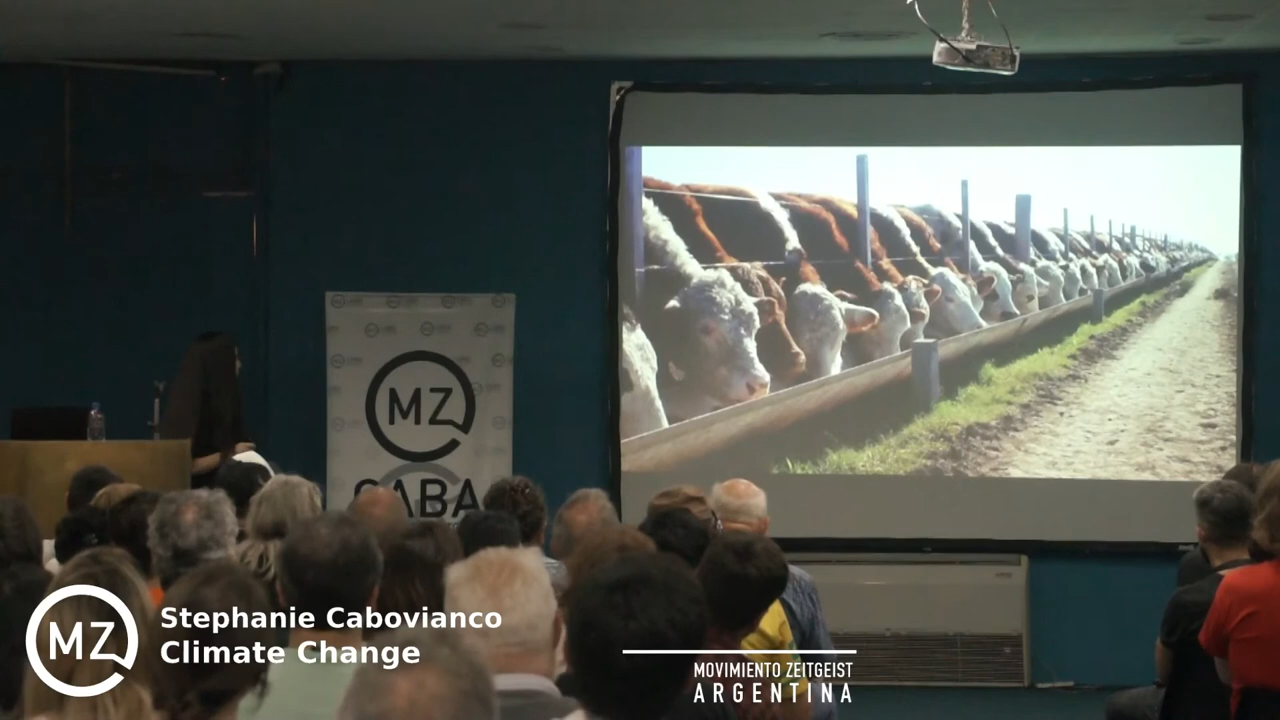 MZ
CABA
MZ
Stephanie Cabovianco
Climate Change
MOVIMIENTO ZEITGEIST
ARGENTINA